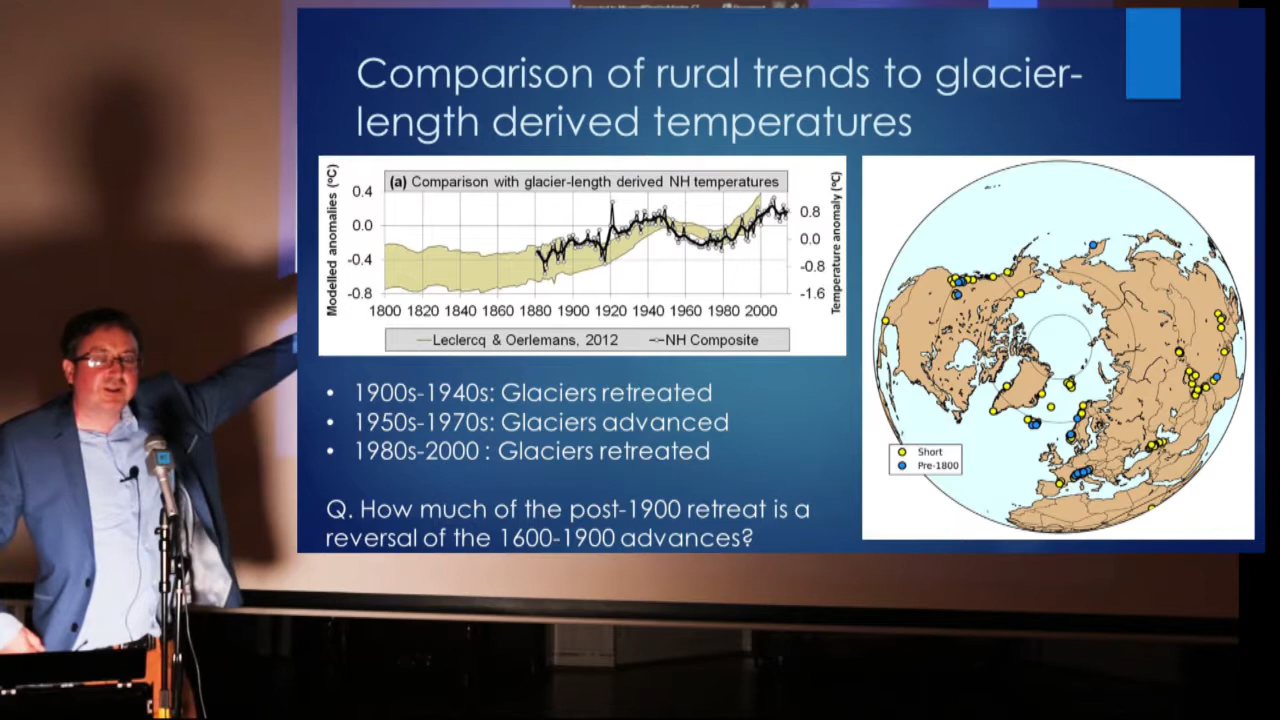 Comparison of rural trends to glacier-
length derived temperatures
(a) Comparison with glacier-length derived NH temperatures
Modelled anomalies (ºC)
0.4
0.0
-0.4
-0.8
Temperature anomaly (ºC)
0.8
0.0
-0.8
-1.6
1800 1820 1840 1860 1880 1900 1920 1940 1960 1980 2000
Leclercq & Oerlemans, 2012
NH Composite
• 1900s-1940s: Glaciers retreated
• 1950s-1970s: Glaciers advanced
• 1980s-2000 : Glaciers retreated
Q. How much of the post-1900 retreat is a
reversal of the 1600-1900 advances?
Short
Pre-1800